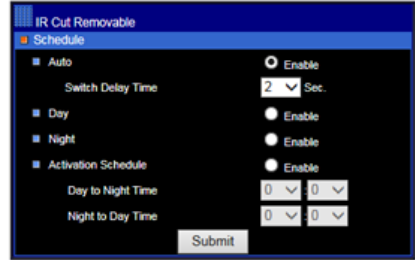 IR Cut Removable
Schedule
Auto Enable
Switch Delay Time 2 Sec.
Day Enable
Night Enable
Activation Schedule Enable
Day to Night Time 0 : 0
Night to Day Time 0 : 0
Submit